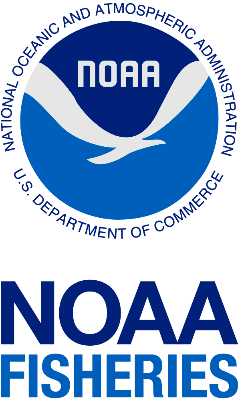 NATIONAL OCEANIC AND ATMOSPHERIC ADMINISTRATION
NOAA
U.S. DEPARTMENT OF COMMERCE
NOAA
FISHERIES